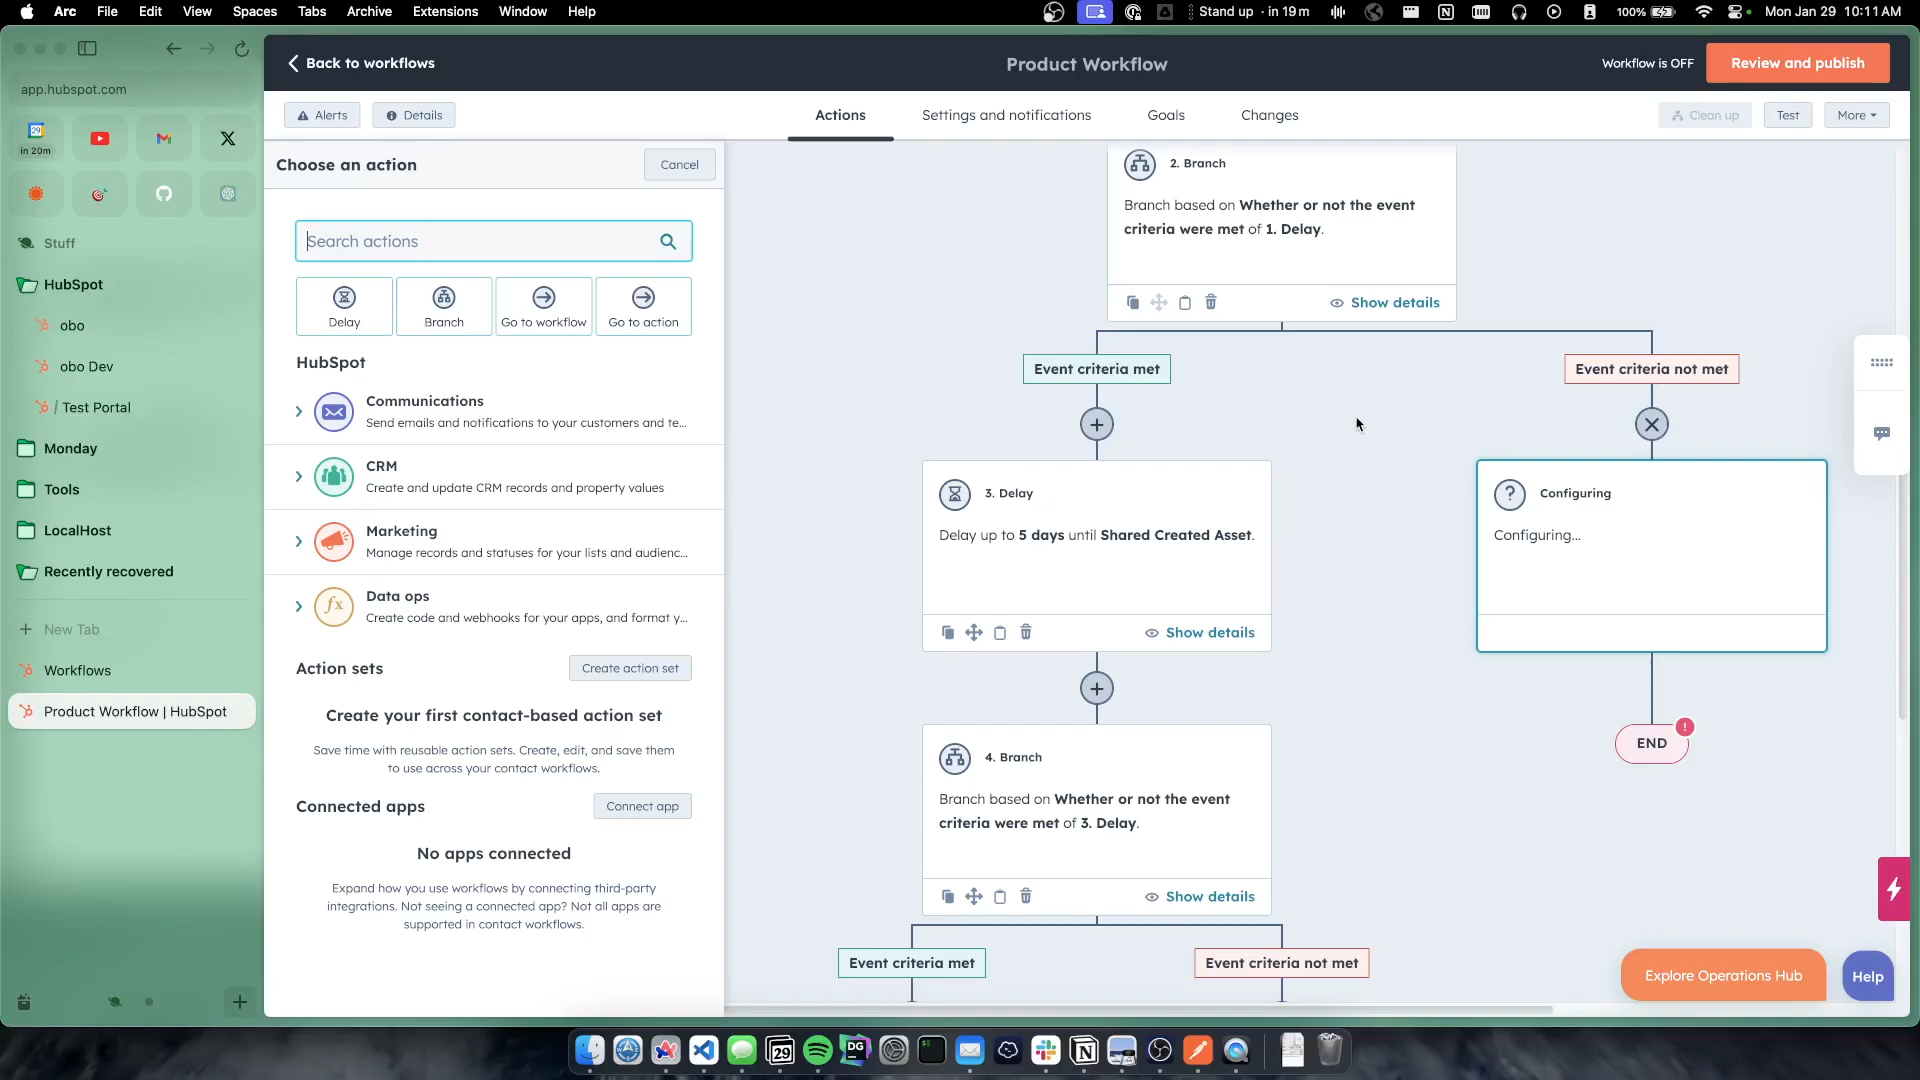 Arc File Edit View Spaces Tabs Archive Extensions Window Help
Stand up · in 19 m
100%
Mon Jan 29 10:11 AM
app.hubspot.com
29
in 20m
Stuff
HubSpot
obo
obo Dev
/ Test Portal
Monday
Tools
LocalHost
Recently recovered
New Tab
Workflows
Product Workflow | HubSpot
Back to workflows
Product Workflow
Workflow is OFF
Review and publish
Alerts
Details
Actions
Settings and notifications
Goals
Changes
Clean up
Test
More
Choose an action
Cancel
Search actions
Delay
Branch
Go to workflow
Go to action
HubSpot
Communications
Send emails and notifications to your customers and te...
CRM
Create and update CRM records and property values
Marketing
Manage records and statuses for your lists and audienc...
fx
Data ops
Create code and webhooks for your apps, and format y...
Action sets
Create action set
Create your first contact-based action set
Save time with reusable action sets. Create, edit, and save them
to use across your contact workflows.
Connected apps
Connect app
No apps connected
Expand how you use workflows by connecting third-party
integrations. Not seeing a connected app? Not all apps are
supported in contact workflows.
2. Branch
Branch based on Whether or not the event
criteria were met of 1. Delay.
Show details
Event criteria met
Event criteria not met
3. Delay
Delay up to 5 days until Shared Created Asset.
Show details
? Configuring
Configuring...
END
!
4. Branch
Branch based on Whether or not the event
criteria were met of 3. Delay.
Show details
Event criteria met
Event criteria not met
Explore Operations Hub
Help
29
DG